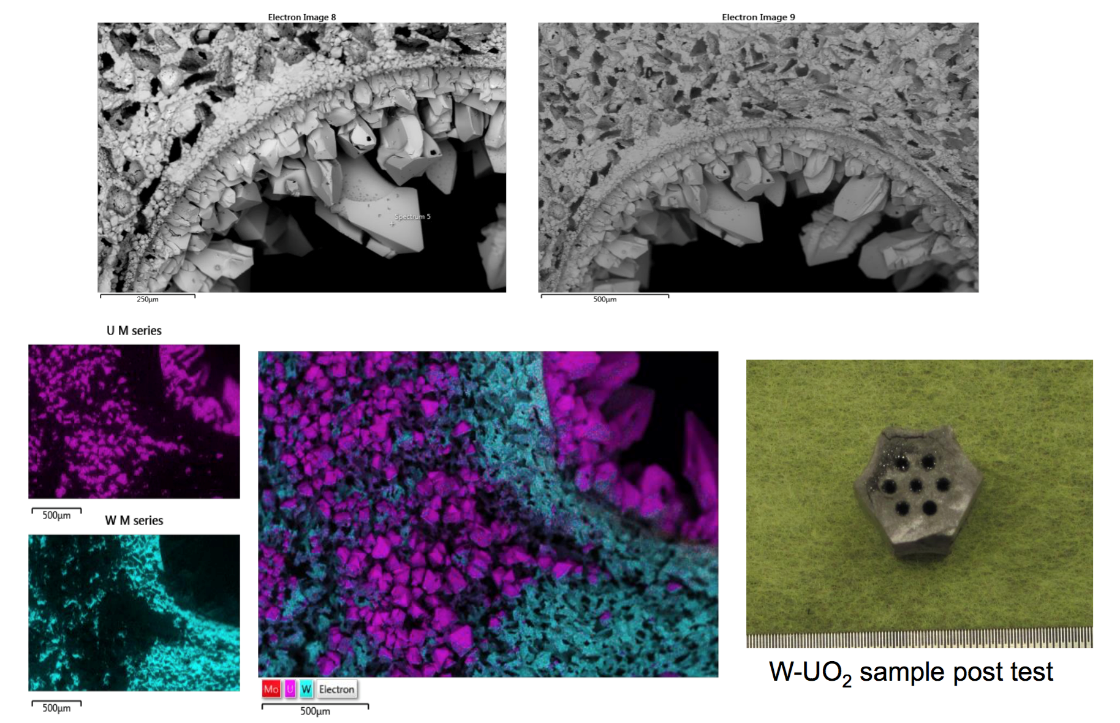 Electron Image 8
Electron Image 9
Spectrum 5
250µm
500µm
U M series
500µm
W M series
500µm
Mo U W Electron
500µm
W-UO₂ sample post test